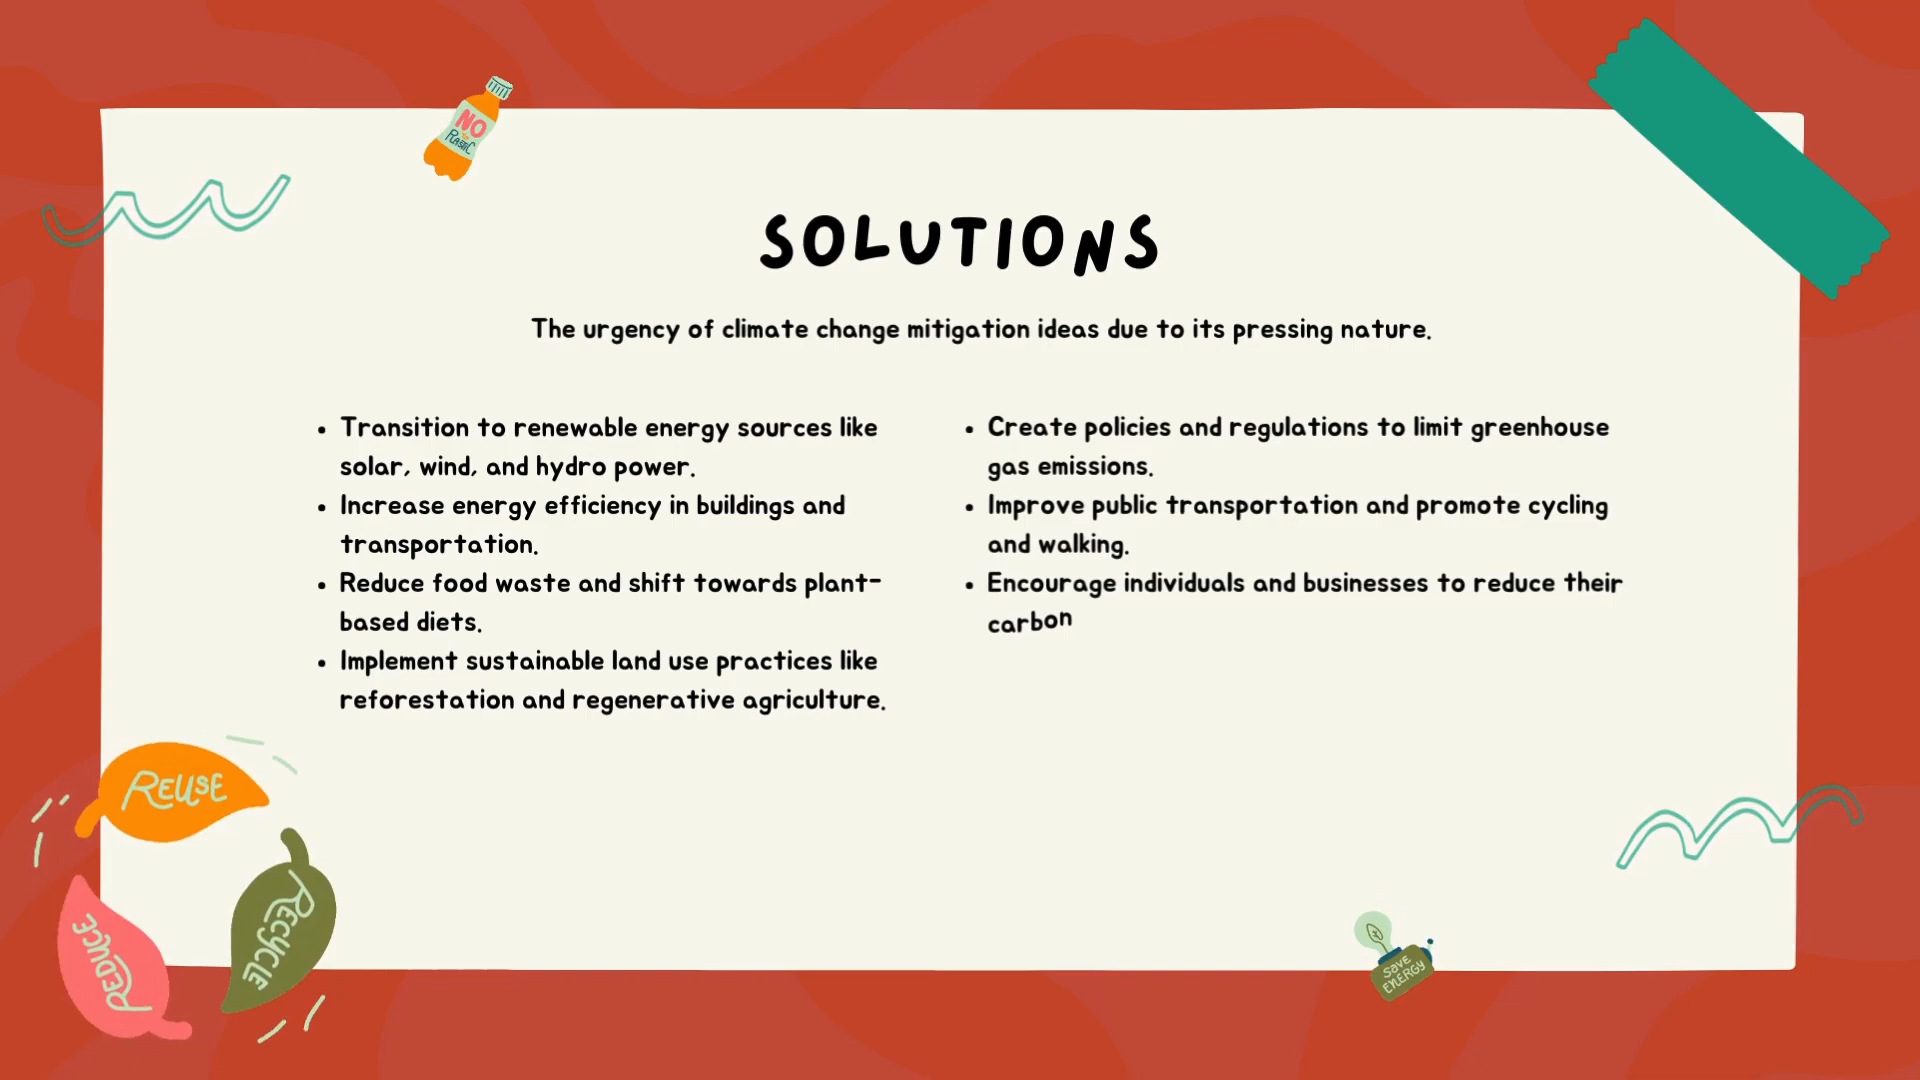 NO
PLASTIC
SOLUTIONS
The urgency of climate change mitigation ideas due to its pressing nature.
• Transition to renewable energy sources like
solar, wind, and hydro power.
• Increase energy efficiency in buildings and
transportation.
• Reduce food waste and shift towards plant-
based diets.
• Implement sustainable land use practices like
reforestation and regenerative agriculture.
• Create policies and regulations to limit greenhouse
gas emissions.
• Improve public transportation and promote cycling
and walking.
• Encourage individuals and businesses to reduce their
carbon
REUSE
RECYCLE
REDUCE
SAVE
ENERGY